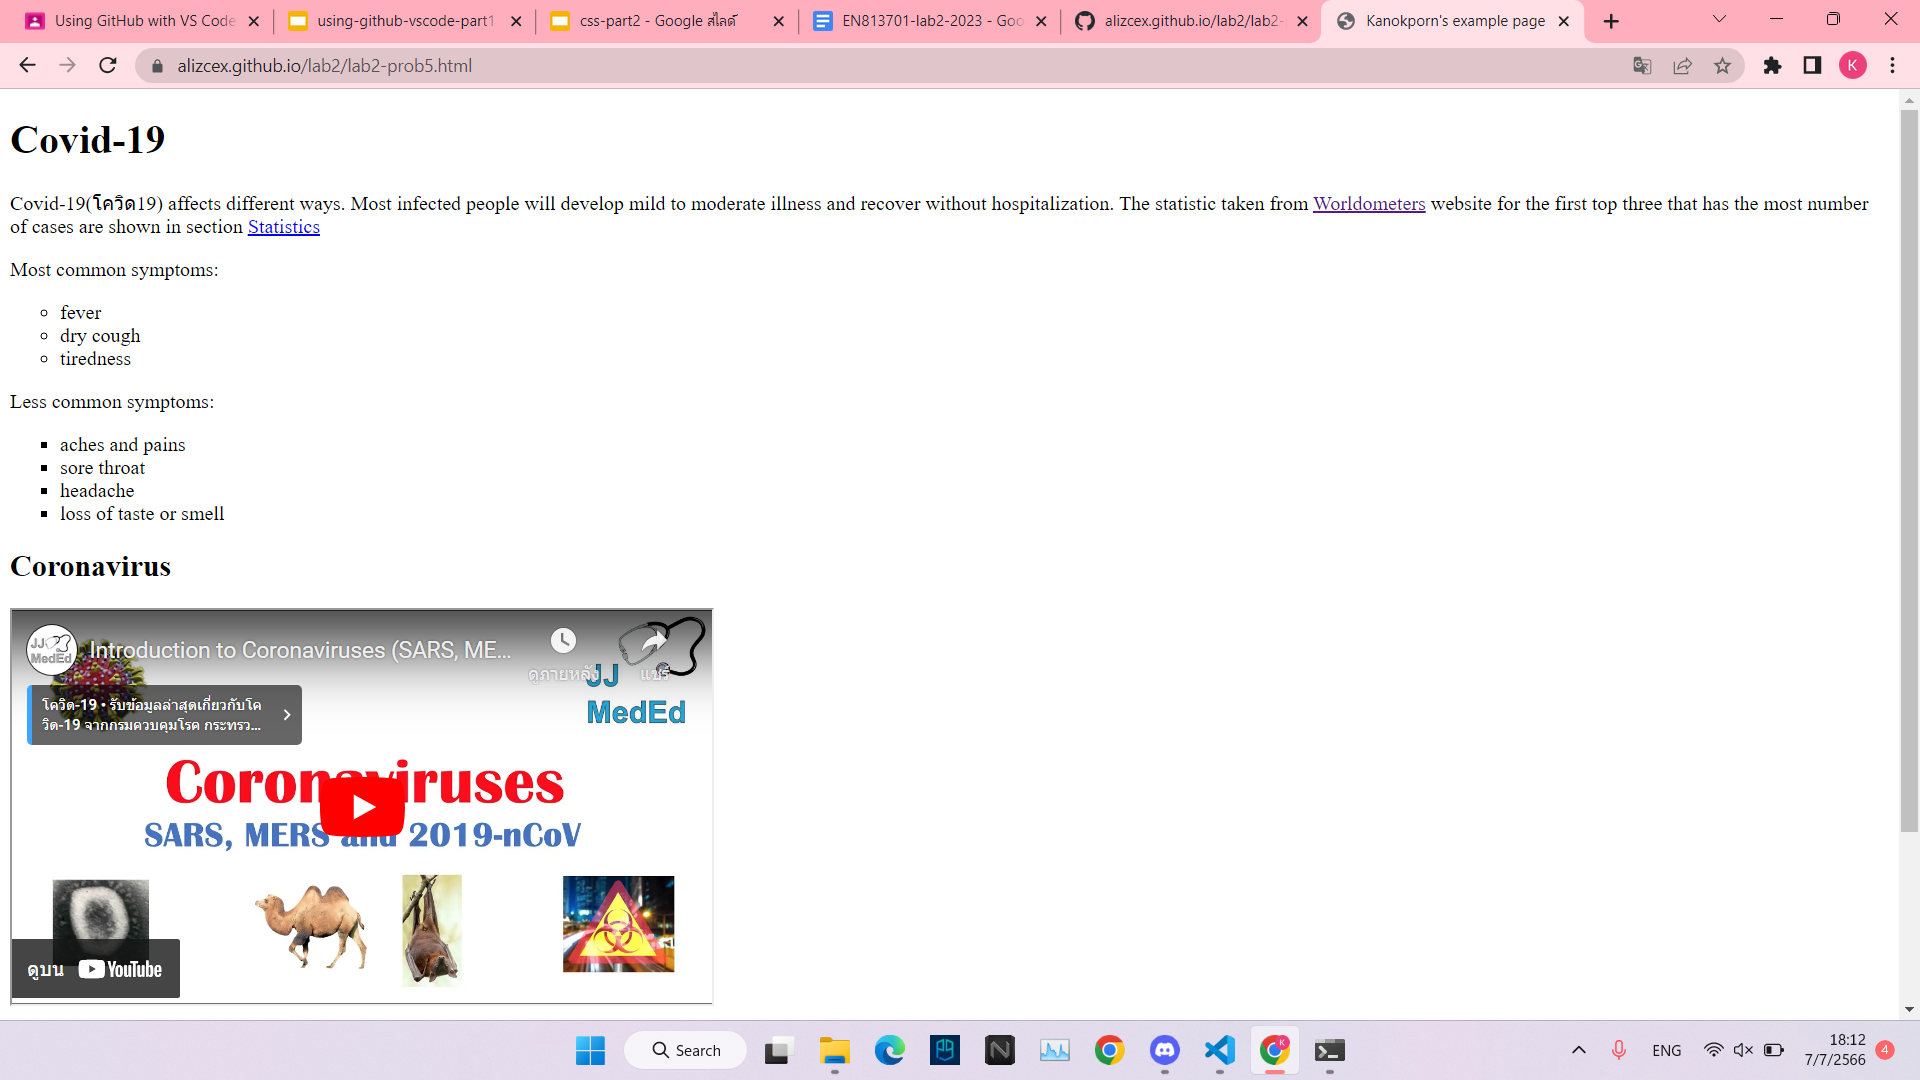 Using GitHub with VS Code
using-github-vscode-part1
css-part2 - Google สไลด์
EN813701-lab2-2023 - Goo
alizcex.github.io/lab2/lab2-
Kanokporn's example page
alizcex.github.io/lab2/lab2-prob5.html
K
Covid-19
Covid-19(โควิด19) affects different ways. Most infected people will develop mild to moderate illness and recover without hospitalization. The statistic taken from Worldometers website for the first top three that has the most number
of cases are shown in section Statistics
Most common symptoms:
fever
dry cough
tiredness
Less common symptoms:
aches and pains
sore throat
headache
loss of taste or smell
Coronavirus
JJ
MedEd
Introduction to Coronaviruses (SARS, ME...
ดูภายหลัง
แชร์
JJ
MedEd
โควิด-19 • รับข้อมูลล่าสุดเกี่ยวกับโค
วิด-19 จากกรมควบคุมโรค กระทรว...
Coronaviruses
SARS, MERS and 2019-nCoV
ดูบน YouTube
Search
ENG
18:12
7/7/2566
4